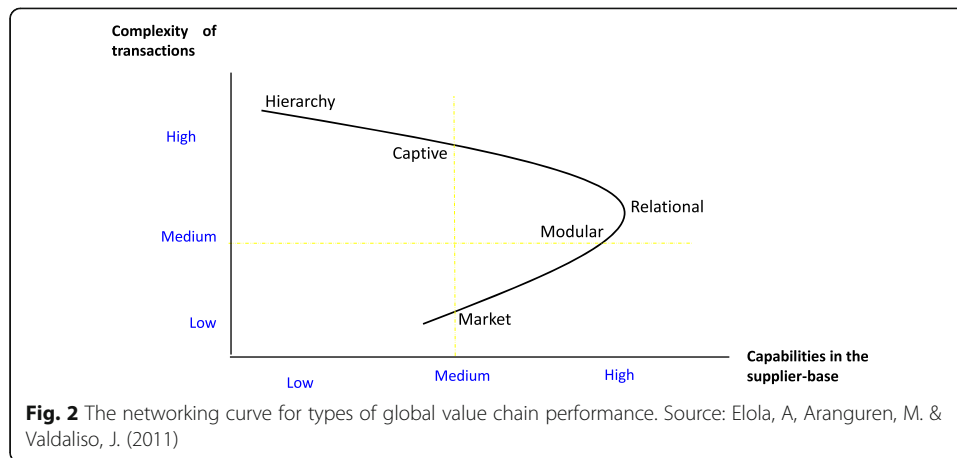 Complexity of
transactions
Hierarchy
High
Captive
Relational
Medium
Modular
Low
Market
Capabilities in the
supplier-base
Low
Medium
High
Fig. 2 The networking curve for types of global value chain performance. Source: Elola, A, Aranguren, M. &
Valdaliso, J. (2011)